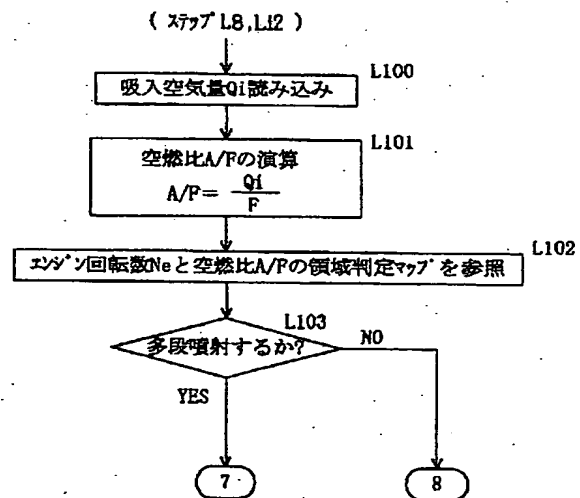 ( ステップL8,L12 )
L100
吸入空気量Qi読み込み
L101
空燃比A/Fの演算
A/F= Qi
F
L102
エンジン回転数Neと空燃比A/Fの領域判定マップを参照
L103
多段噴射するか?
NO
YES
7
8